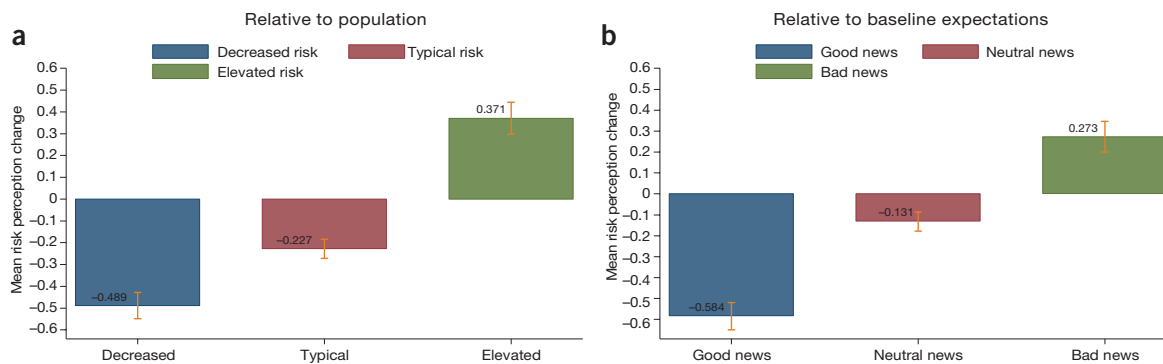 Relative to population
a
Decreased risk
Typical risk
Elevated risk
0.6
0.5
0.4
0.3
0.2
0.1
0
−0.1
−0.2
−0.3
−0.4
−0.5
−0.6
Mean risk perception change
−0.489
−0.227
0.371
Decreased
Typical
Elevated
Relative to baseline expectations
b
Good news
Neutral news
Bad news
0.6
0.5
0.4
0.3
0.2
0.1
0
−0.1
−0.2
−0.3
−0.4
−0.5
−0.6
Mean risk perception change
−0.584
−0.131
0.273
Good news
Neutral news
Bad news